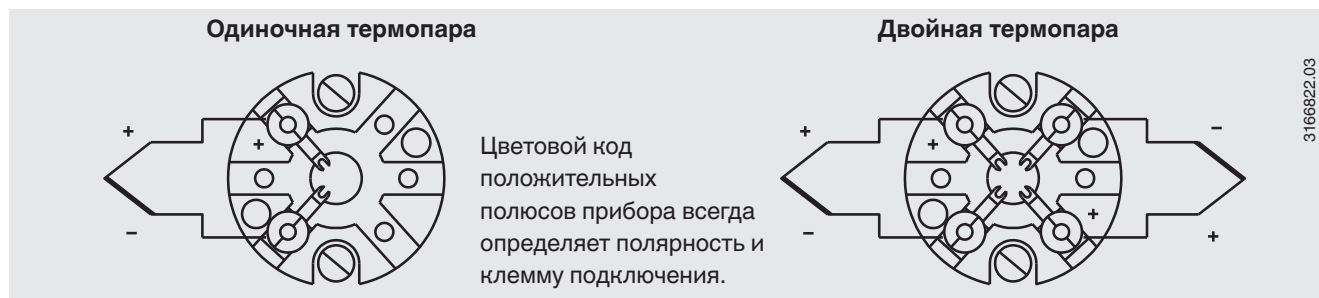 Одиночная термопара
Двойная термопара
3166822.03
+
+
–
Цветовой код
положительных
полюсов прибора всегда
определяет полярность и
клемму подключения.
+
+
–
–
+
+